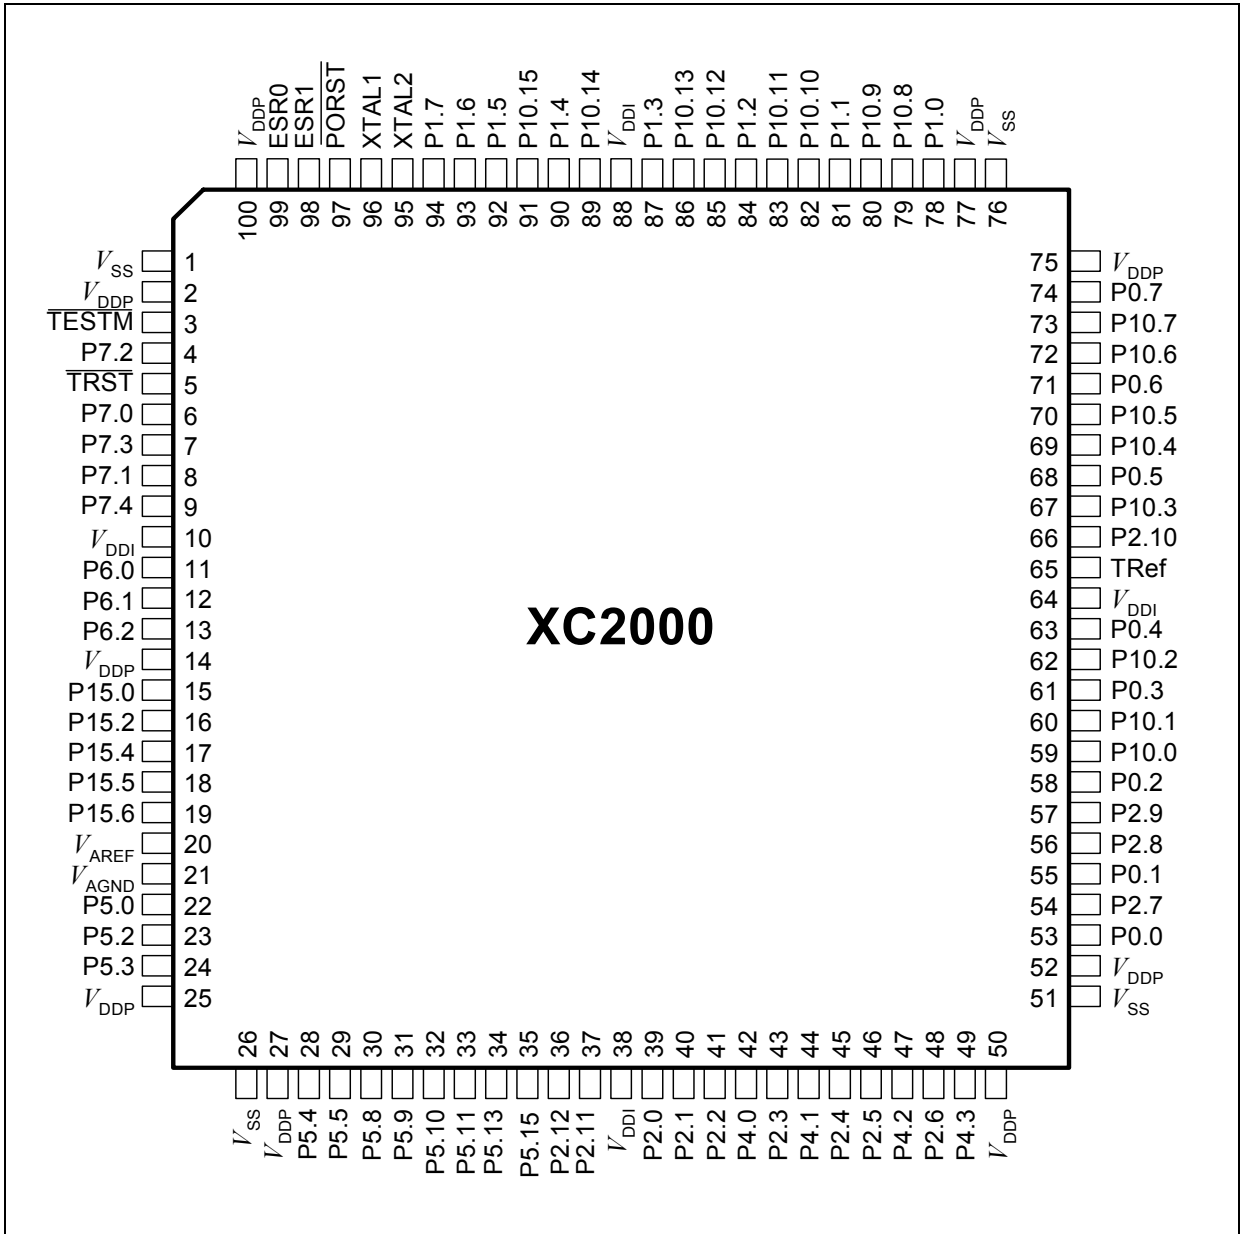 VDDP
ESR0
ESR1
PORST
XTAL1
XTAL2
P1.7
P1.6
P1.5
P10.15
P1.4
P10.14
VDDI
P1.3
P10.13
P10.12
P1.2
P10.11
P10.10
P1.1
P10.9
P10.8
P1.0
VDDP
VSS
100
99
98
97
96
95
94
93
92
91
90
89
88
87
86
85
84
83
82
81
80
79
78
77
76
VSS 1
VDDP 2
TESTM 3
P7.2 4
TRST 5
P7.0 6
P7.3 7
P7.1 8
P7.4 9
VDDI 10
P6.0 11
P6.1 12
P6.2 13
VDDP 14
P15.0 15
P15.2 16
P15.4 17
P15.5 18
P15.6 19
VAREF 20
VAGND 21
P5.0 22
P5.2 23
P5.3 24
VDDP 25
XC2000
75 VDDP
74 P0.7
73 P10.7
72 P10.6
71 P0.6
70 P10.5
69 P10.4
68 P0.5
67 P10.3
66 P2.10
65 TRef
64 VDDI
63 P0.4
62 P10.2
61 P0.3
60 P10.1
59 P10.0
58 P0.2
57 P2.9
56 P2.8
55 P0.1
54 P2.7
53 P0.0
52 VDDP
51 VSS
26
27
28
29
30
31
32
33
34
35
36
37
38
39
40
41
42
43
44
45
46
47
48
49
50
VSS
VDDP
P5.4
P5.5
P5.8
P5.9
P5.10
P5.11
P5.13
P5.15
P2.12
P2.11
VDDI
P2.0
P2.1
P2.2
P4.0
P2.3
P4.1
P2.4
P2.5
P4.2
P2.6
P4.3
VDDP